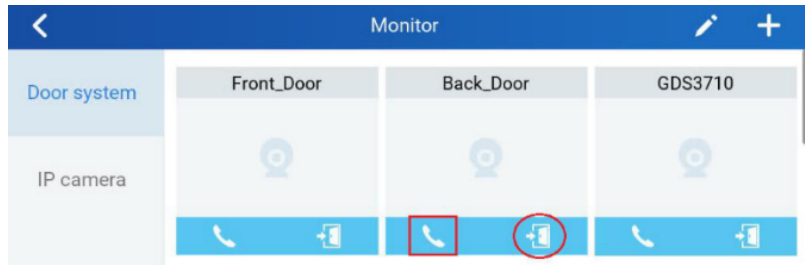 Monitor
Door system
IP camera
Front_Door
Back_Door
GDS3710